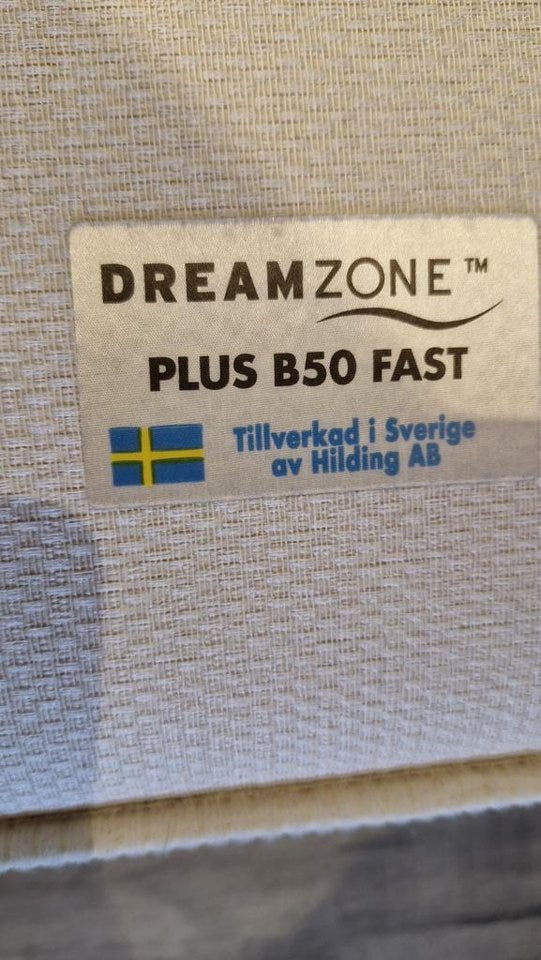 DREAMZONE™
PLUS B50 FAST
Tillverkad i Sverige
av Hilding AB